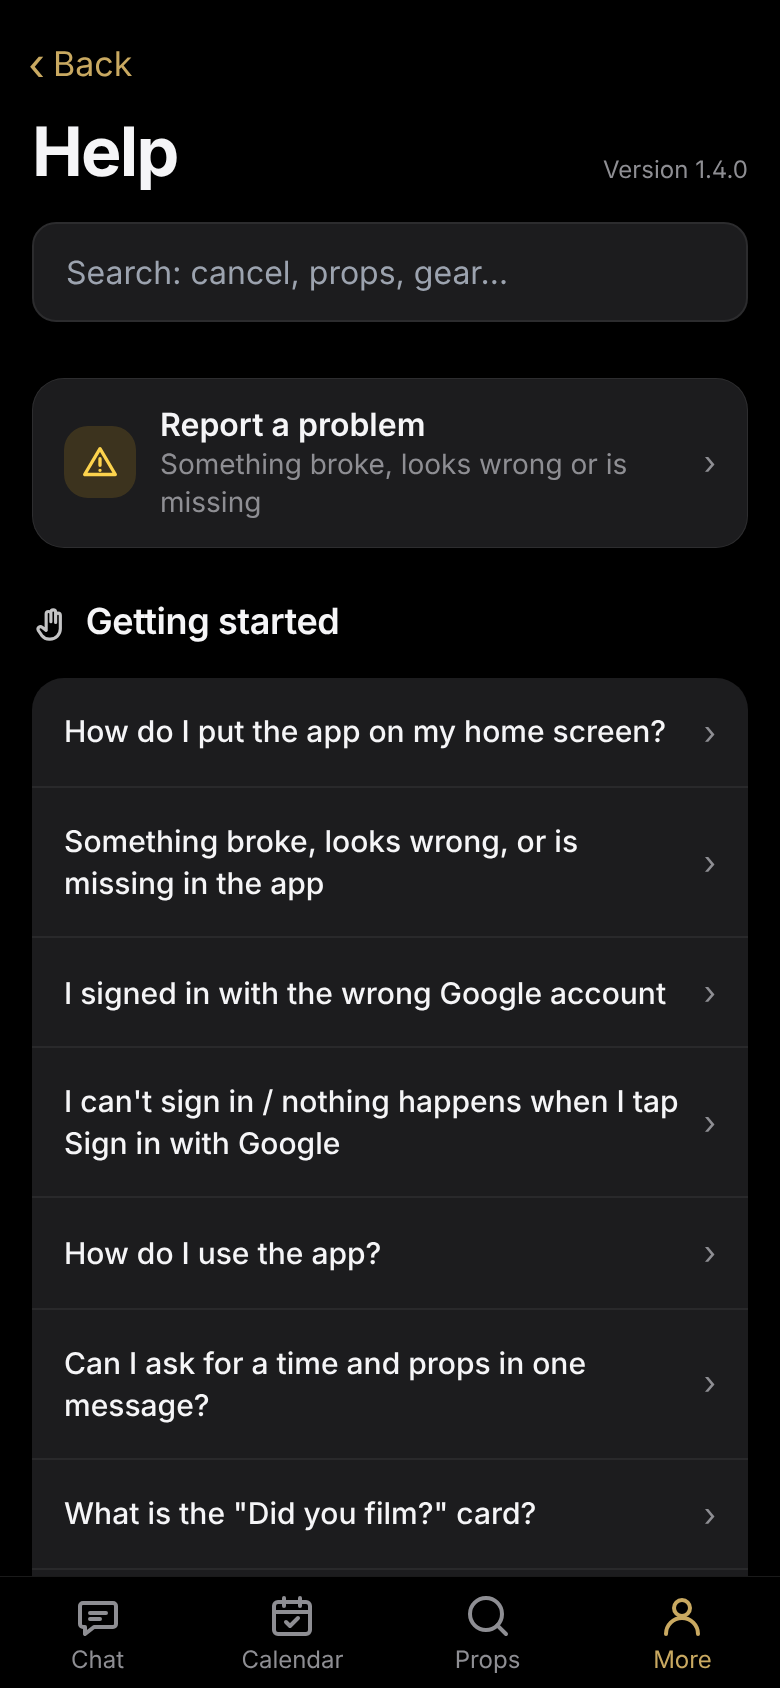 ‹ Back
Help
Version 1.4.0
Search: cancel, props, gear...
Report a problem
Something broke, looks wrong or is
missing
Getting started
How do I put the app on my home screen?
Something broke, looks wrong, or is
missing in the app
I signed in with the wrong Google account
I can't sign in / nothing happens when I tap
Sign in with Google
How do I use the app?
Can I ask for a time and props in one
message?
What is the "Did you film?" card?
Chat
Calendar
Props
More